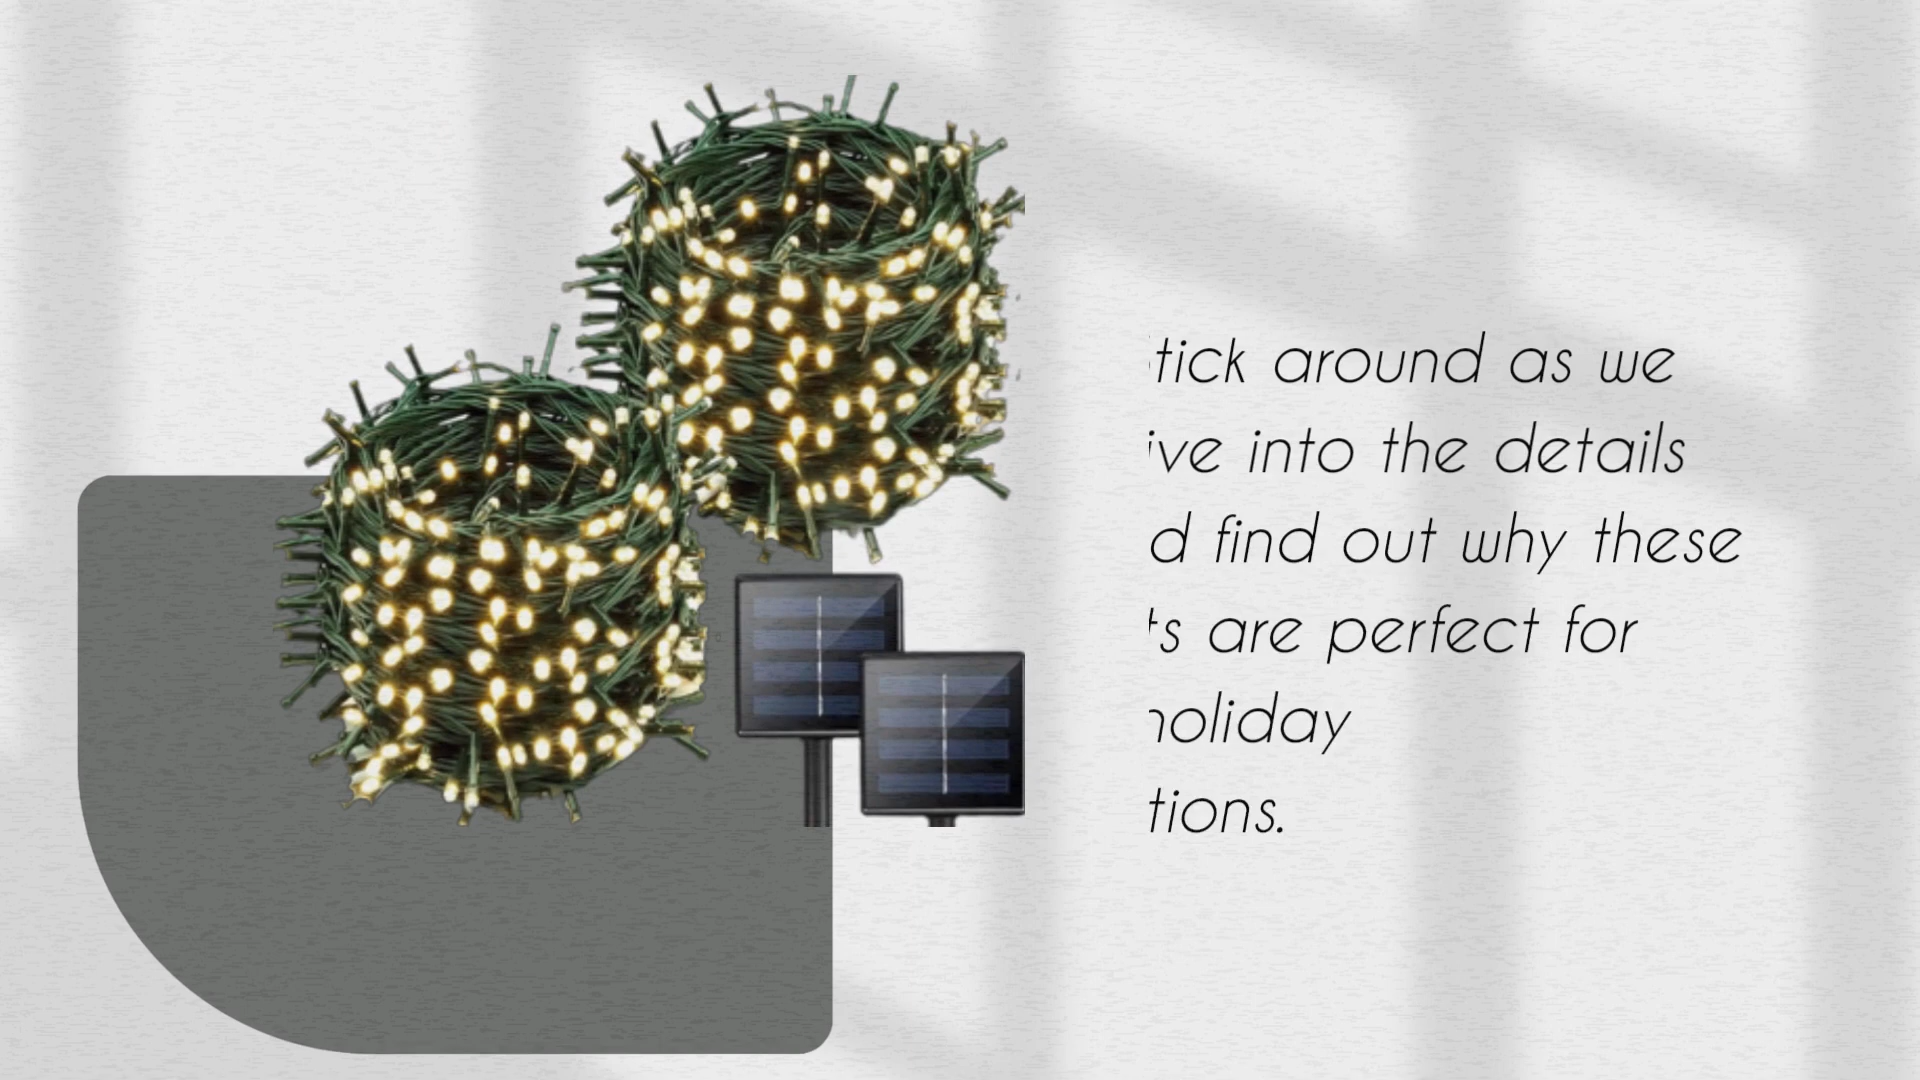 tick around as we
ive into the details
d find out why these
ts are perfect for
holiday
tions.